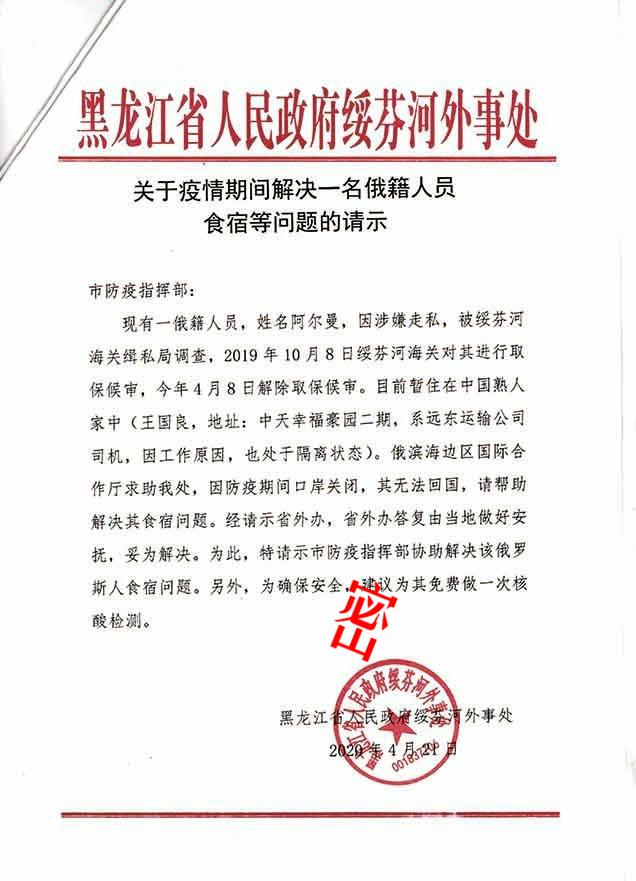 黑龙江省人民政府绥芬河外事处
关于疫情期间解决一名俄籍人员
食宿等问题的请示
市防疫指挥部：
现有一俄籍人员，姓名阿尔曼，因涉嫌走私，被绥芬河
海关缉私局调查，2019 年 10 月 8 日绥芬河海关对其进行取
保候审，今年 4 月 8 日解除取保候审。目前暂住在中国熟人
家中（王国良，地址：中天幸福豪园二期，系远东运输公司
司机，因工作原因，也处于隔离状态）。俄滨海边区国际合
作厅求助我处，因防疫期间口岸关闭，其无法回国，请帮助
解决其食宿问题。经请示省外办，省外办答复由当地做好安
抚，妥为解决。为此，特请示市防疫指挥部协助解决该俄罗
斯人食宿问题。另外，为确保安全，建议为其免费做一次核
酸检测。
密
黑龙江省人民政府绥芬河外事处
2020 年 4 月 21 日
黑龙江省人民政府绥芬河外事处